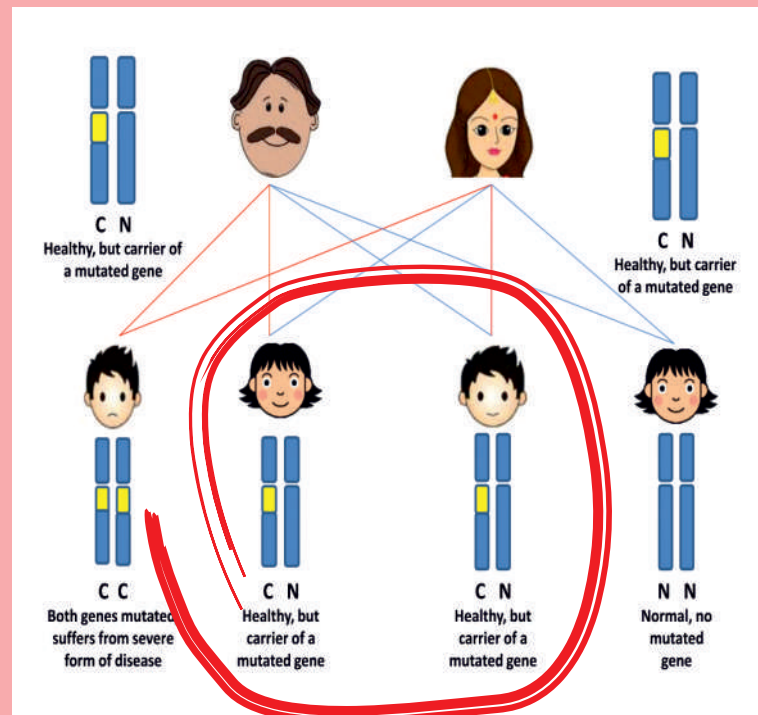 C N
Healthy, but carrier of
a mutated gene
C N
Healthy, but carrier
of a mutated gene
C C
Both genes mutated
suffers from severe
form of disease
C N
Healthy, but
carrier of a
mutated gene
C N
Healthy, but
carrier of a
mutated gene
N N
Normal, no
mutated
gene